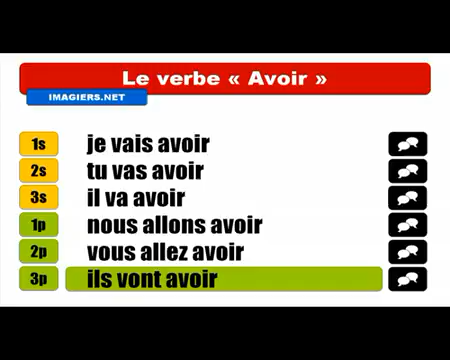 Le verbe « Avoir »
IMAGIERS.NET
1s je vais avoir
2s tu vas avoir
3s il va avoir
1p nous allons avoir
2p vous allez avoir
3p ils vont avoir